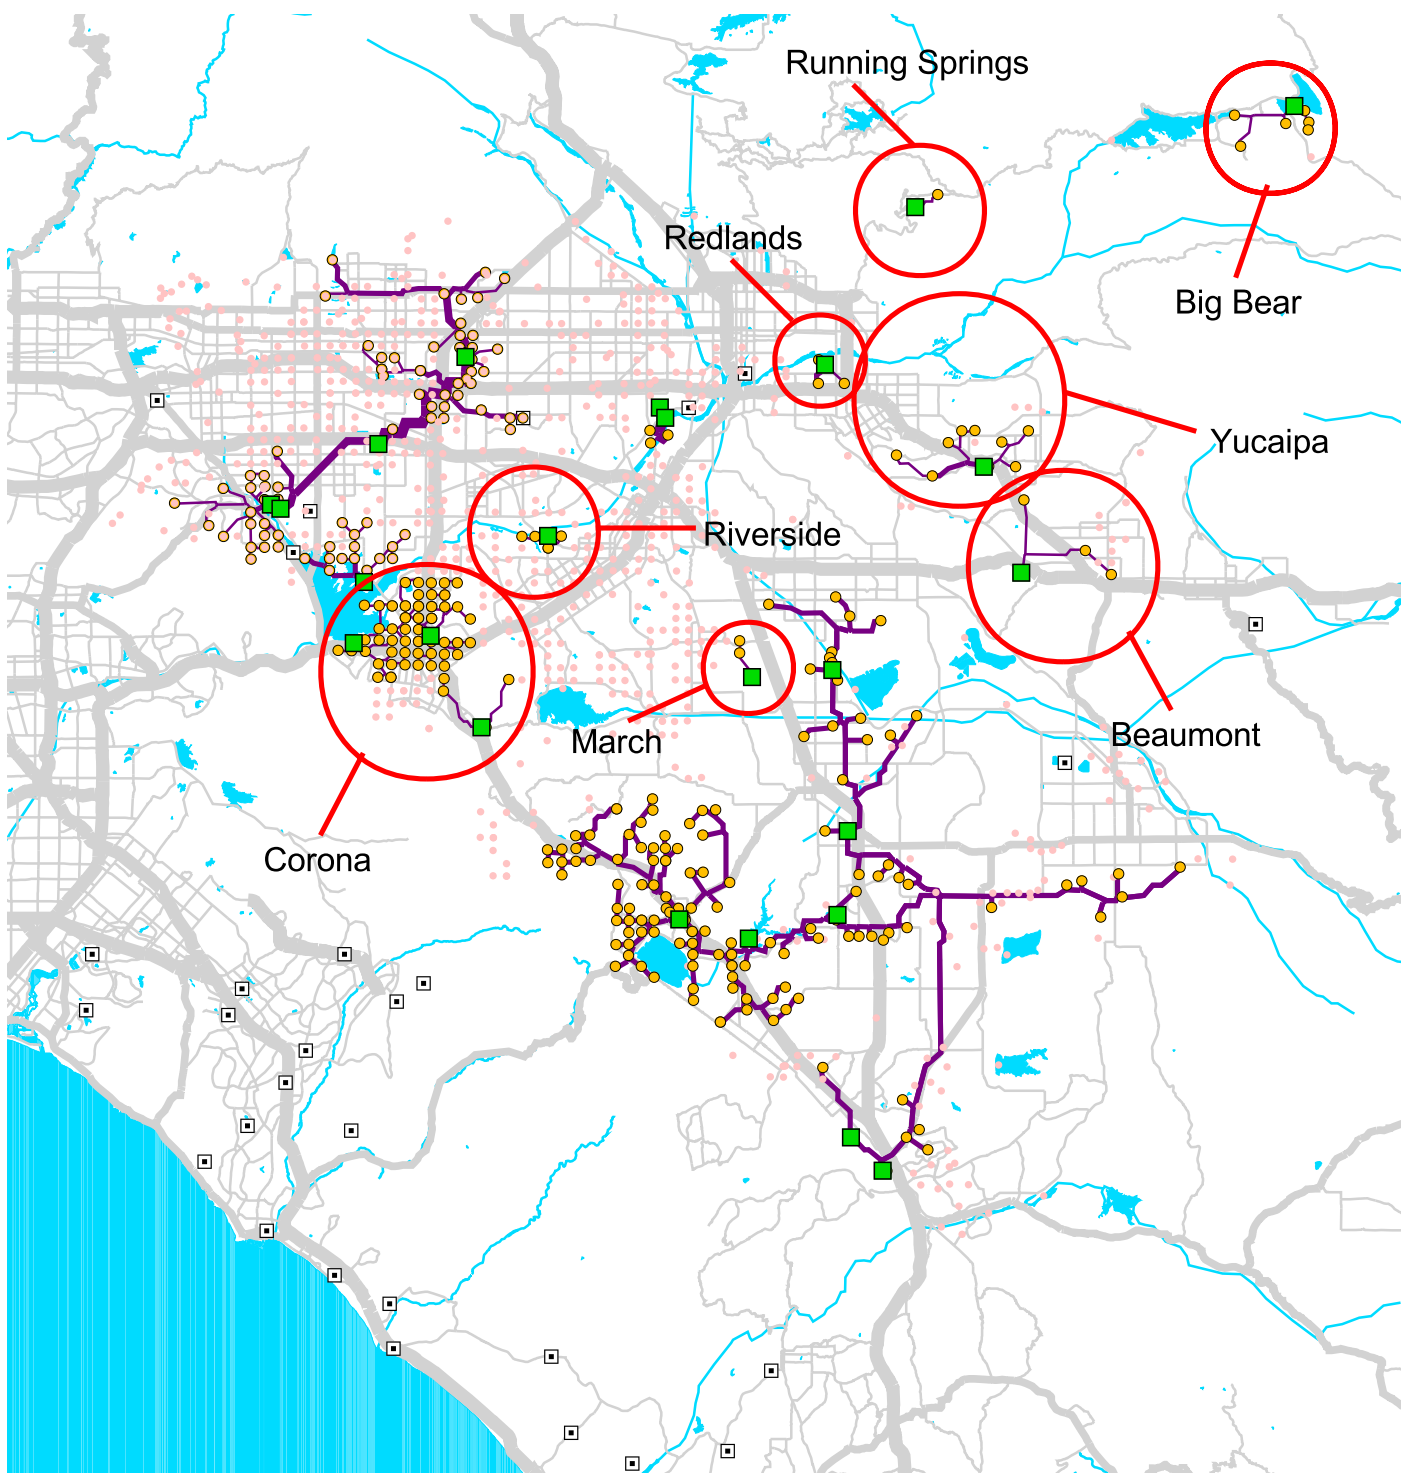 Running Springs
Redlands
Big Bear
Yucaipa
Riverside
March
Beaumont
Corona